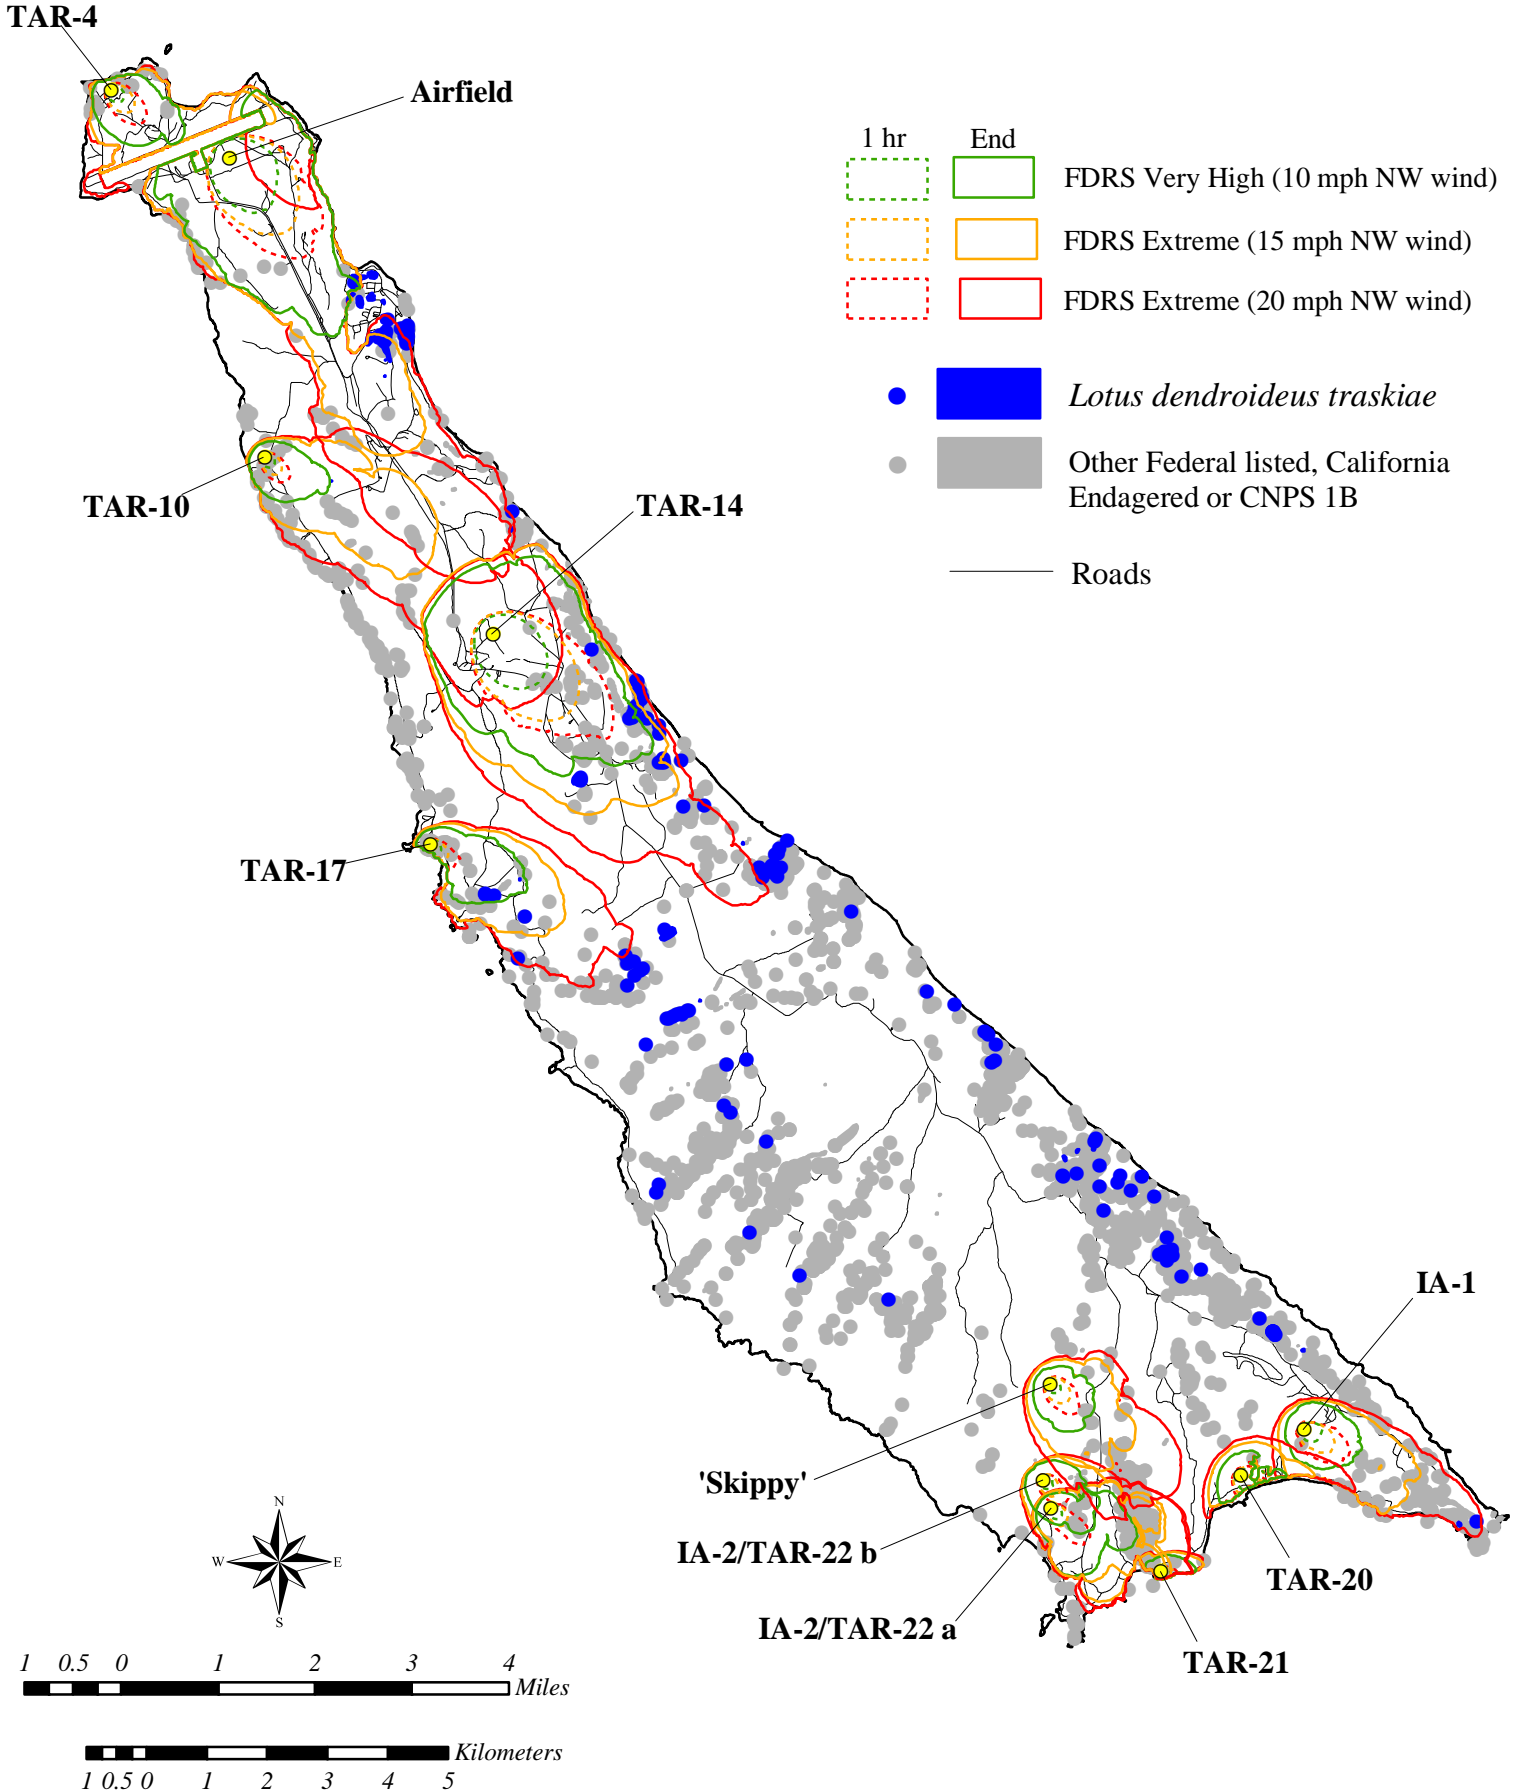 TAR-4
Airfield
1 hr End
FDRS Very High (10 mph NW wind)
FDRS Extreme (15 mph NW wind)
FDRS Extreme (20 mph NW wind)
Lotus dendroideus traskiae
Other Federal listed, California
Endagered or CNPS 1B
Roads
TAR-10
TAR-14
TAR-17
IA-1
'Skippy'
IA-2/TAR-22 b
TAR-20
IA-2/TAR-22 a
TAR-21
N
W E
S
1 0.5 0 1 2 3 4
Miles
Kilometers
1 0.5 0 1 2 3 4 5